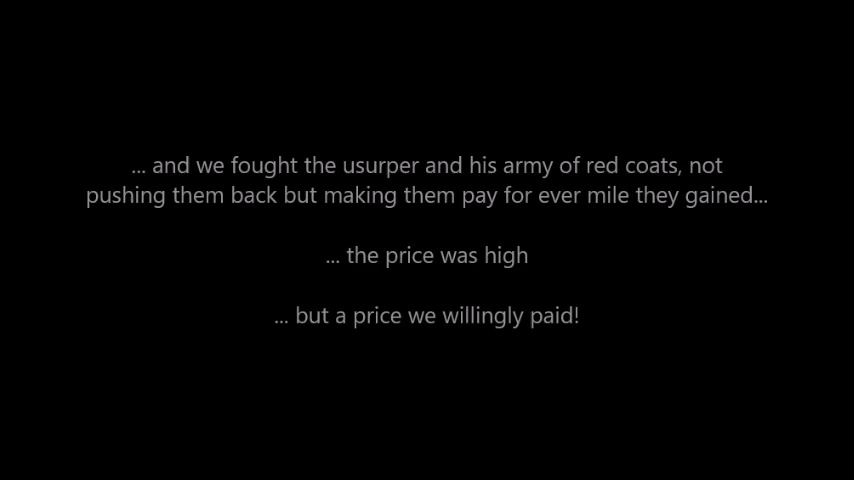 ... and we fought the usurper and his army of red coats, not
pushing them back but making them pay for ever mile they gained...
... the price was high
... but a price we willingly paid!